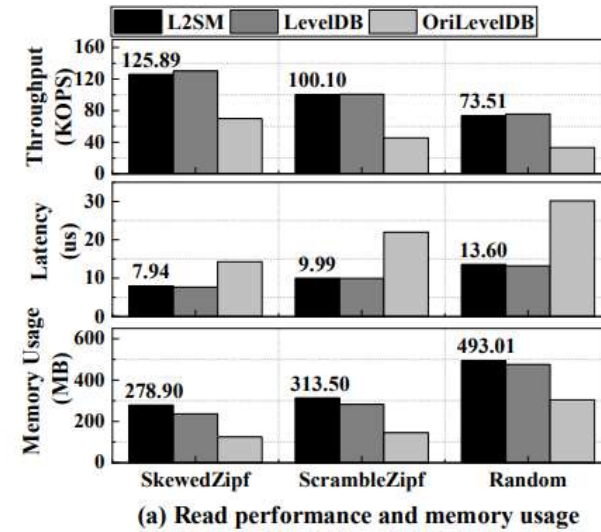 L2SM LevelDB OriLevelDB
Throughput
(KOPS)
160
120
80
40
0
125.89
100.10
73.51
Latency
(us)
30
20
10
0
7.94
9.99
13.60
Memory Usage
(MB)
600
400
200
0
278.90
313.50
493.01
SkewedZipf ScrambleZipf Random
(a) Read performance and memory usage